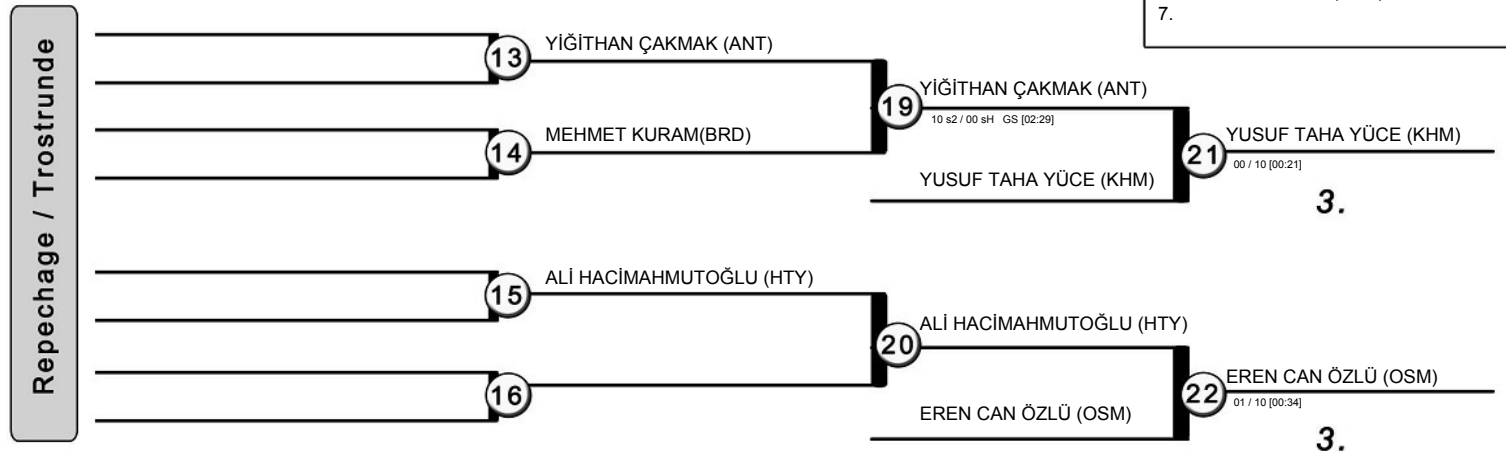 7.
Repechage / Trostrunde
13
YİĞİTHAN ÇAKMAK (ANT)
14
MEHMET KURAM(BRD)
19
YİĞİTHAN ÇAKMAK (ANT)
10 s2 / 00 sH GS [02:29]
YUSUF TAHA YÜCE (KHM)
21
YUSUF TAHA YÜCE (KHM)
00 / 10 [00:21]
3.
15
ALİ HACİMAHMUTOĞLU (HTY)
16
20
ALİ HACİMAHMUTOĞLU (HTY)
EREN CAN ÖZLÜ (OSM)
22
EREN CAN ÖZLÜ (OSM)
01 / 10 [00:34]
3.